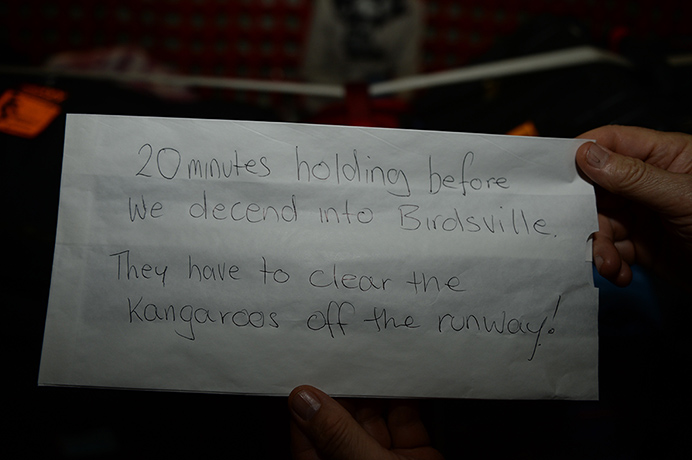 20 minutes holding before
We decend into Birdsville.
They have to clear the
Kangaroos off the runway!